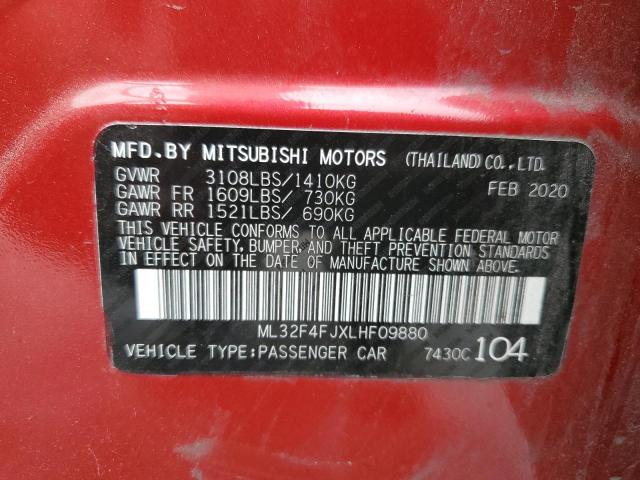 MFD.BY MITSUBISHI MOTORS (THAILAND)CO.,LTD.
GVWR 3108LBS/1410KG FEB 2020
GAWR FR 1609LBS/ 730KG
GAWR RR 1521LBS/ 690KG
THIS VEHICLE CONFORMS TO ALL APPLICABLE FEDERAL MOTOR
VEHICLE SAFETY, BUMPER, AND THEFT PREVENTION STANDARDS
IN EFFECT ON THE DATE OF MANUFACTURE SHOWN ABOVE.
ML32F4FJXLHF09880
VEHICLE TYPE:PASSENGER CAR 7430C 104